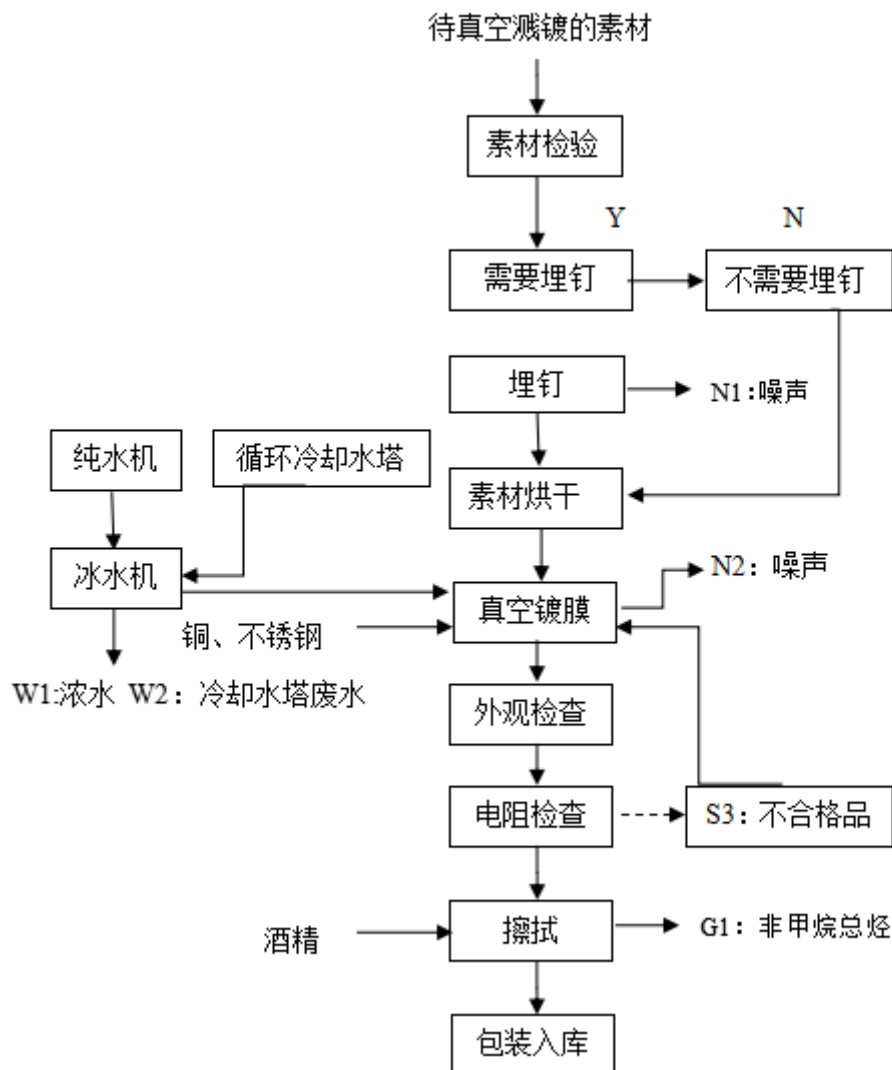 待真空溅镀的素材
素材检验
Y
N
需要埋钉
不需要埋钉
埋钉
N1:噪声
纯水机
循环冷却水塔
素材烘干
冰水机
N2：噪声
真空镀膜
铜、不锈钢
W1:浓水 W2：冷却水塔废水
外观检查
电阻检查
S3：不合格品
酒精
擦拭
G1：非甲烷总烃
包装入库